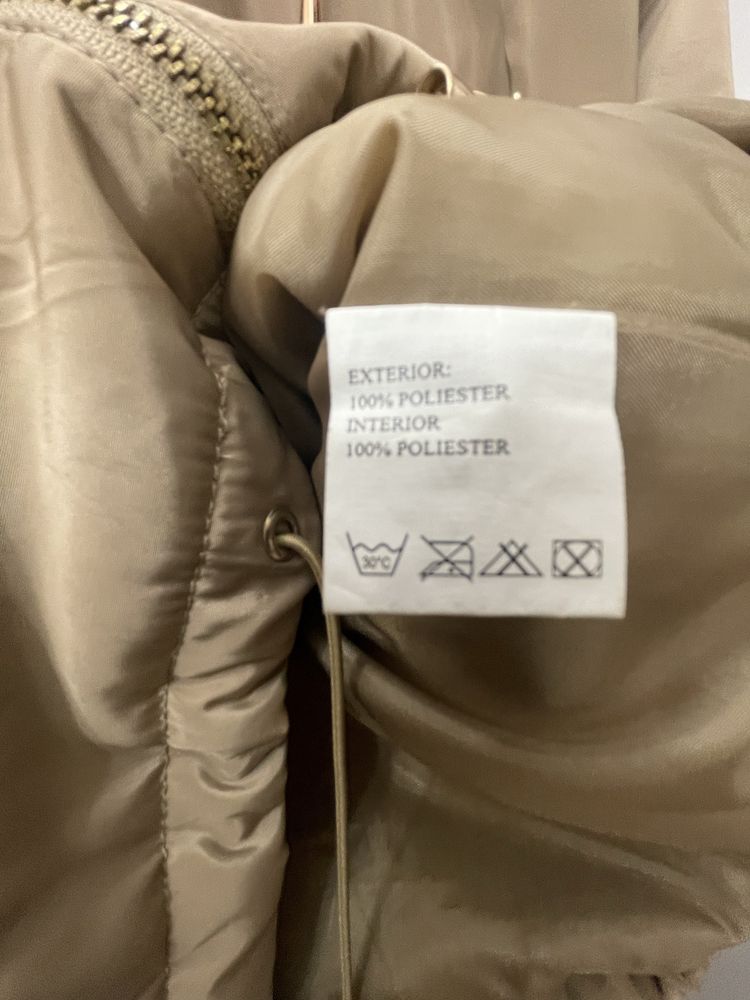 EXTERIOR:
100% POLIESTER
INTERIOR
100% POLIESTER
30°C